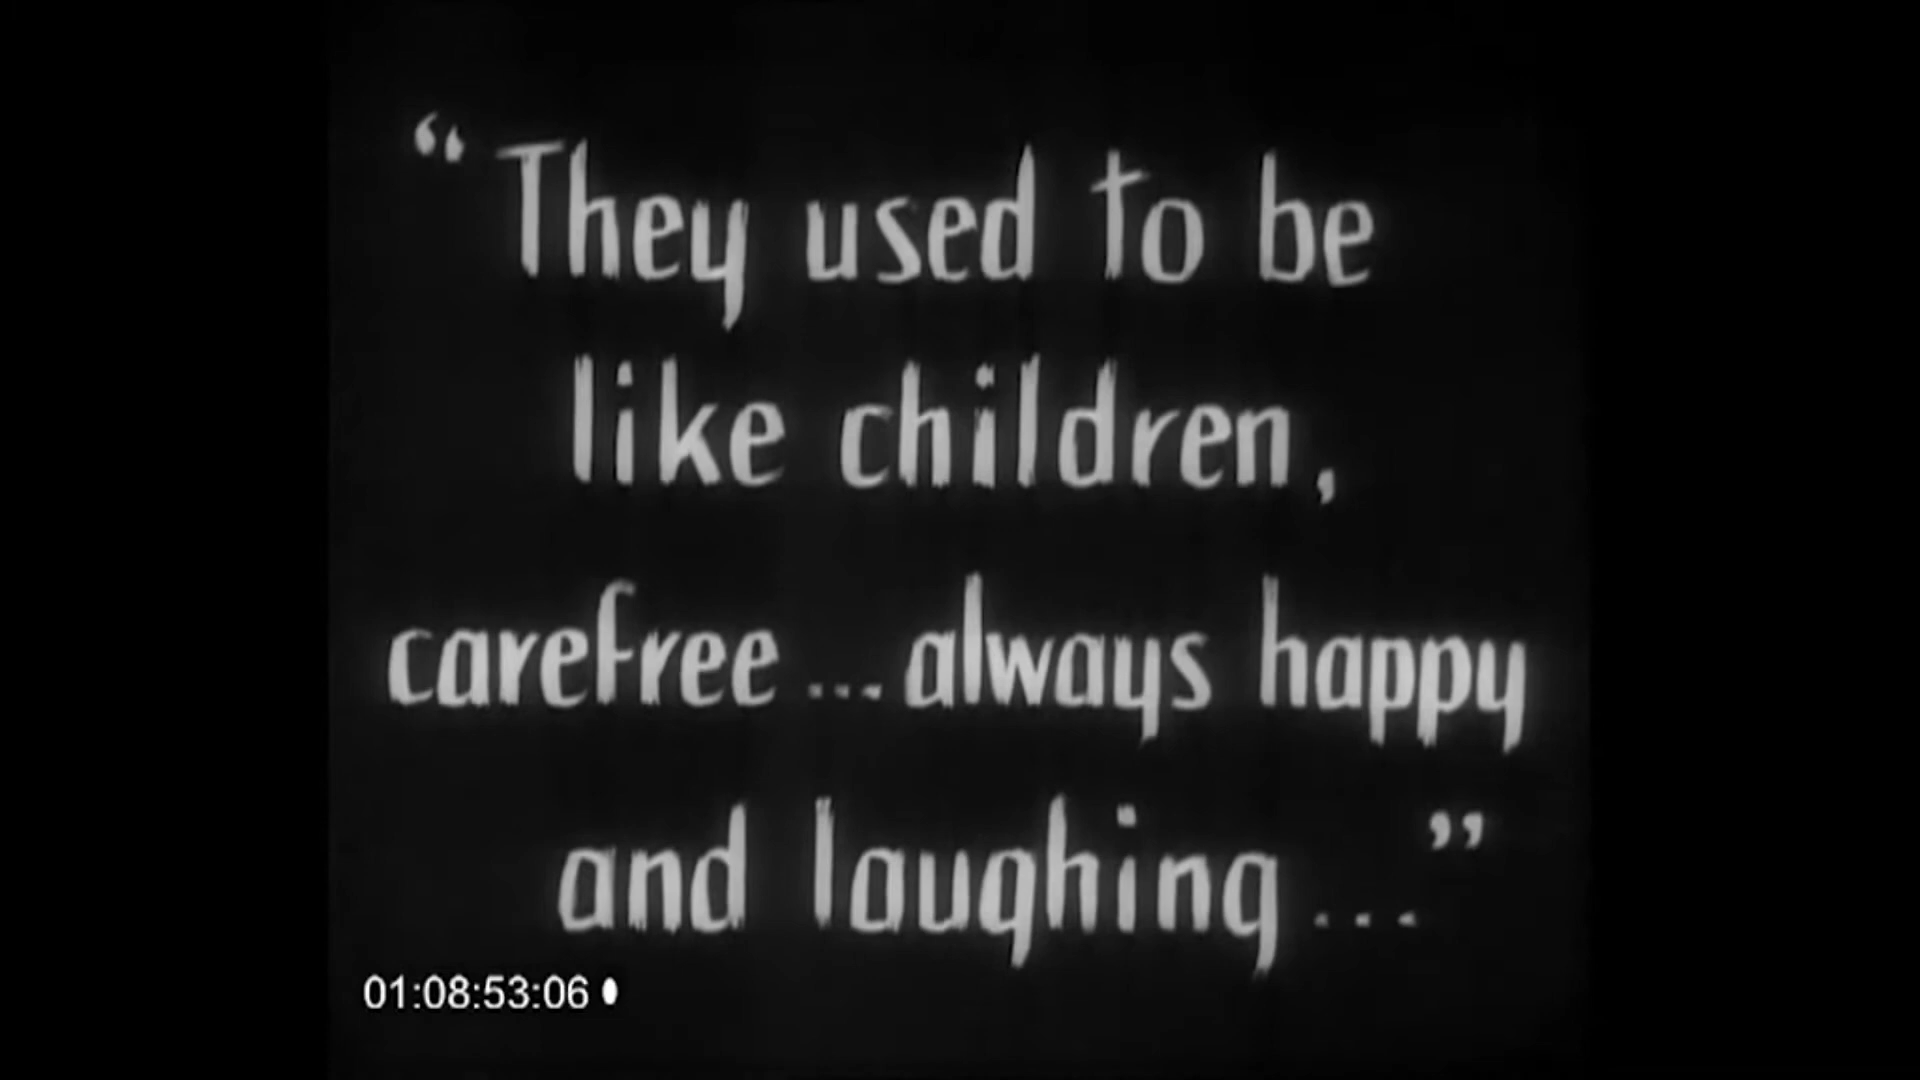 “They used to be
like children,
carefree...always happy
and laughing...”
01:08:53:06